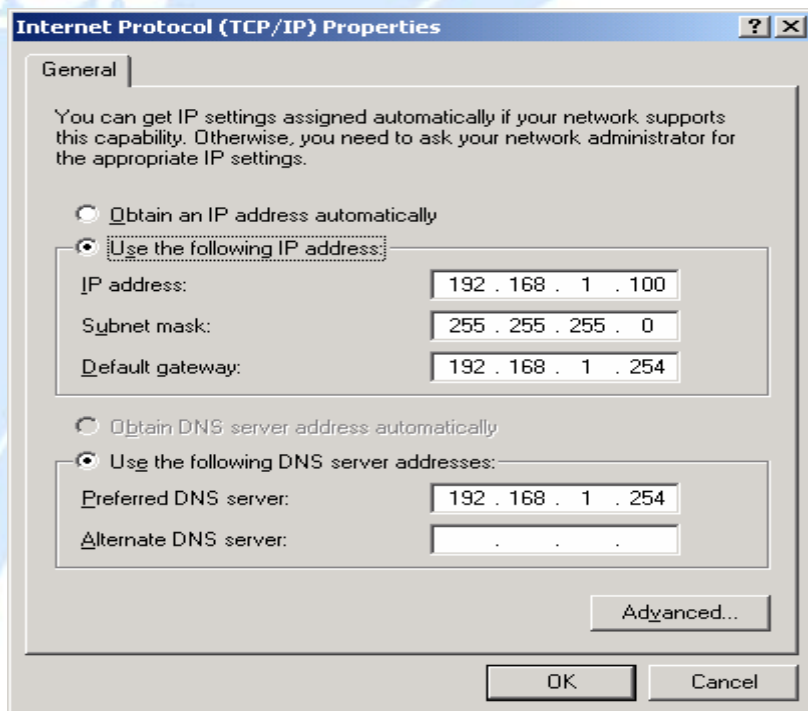 Internet Protocol (TCP/IP) Properties
General
You can get IP settings assigned automatically if your network supports
this capability. Otherwise, you need to ask your network administrator for
the appropriate IP settings.
Obtain an IP address automatically
Use the following IP address:
IP address: 192 . 168 . 1 . 100
Subnet mask: 255 . 255 . 255 . 0
Default gateway: 192 . 168 . 1 . 254
Obtain DNS server address automatically
Use the following DNS server addresses:
Preferred DNS server: 192 . 168 . 1 . 254
Alternate DNS server: . . .
Advanced...
OK Cancel